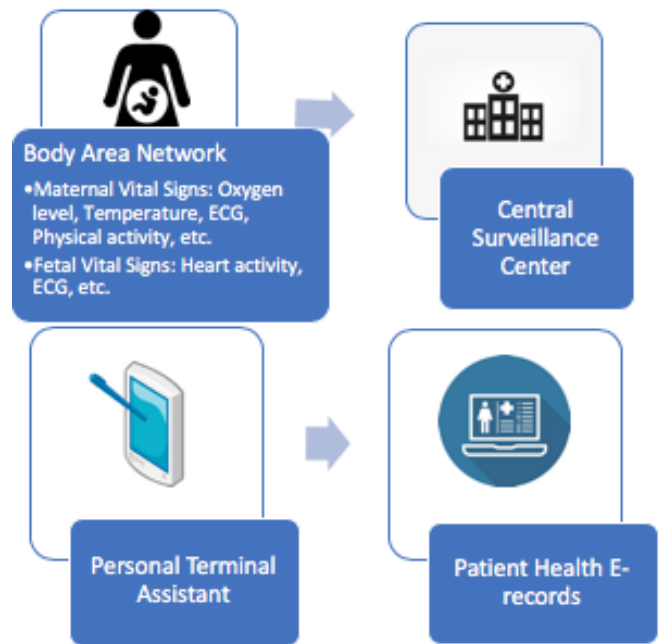 Body Area Network
•Maternal Vital Signs: Oxygen
level, Temperature, ECG,
Physical activity, etc.
•Fetal Vital Signs: Heart activity,
ECG, etc.
Central
Surveillance
Center
Personal Terminal
Assistant
Patient Health E-
records